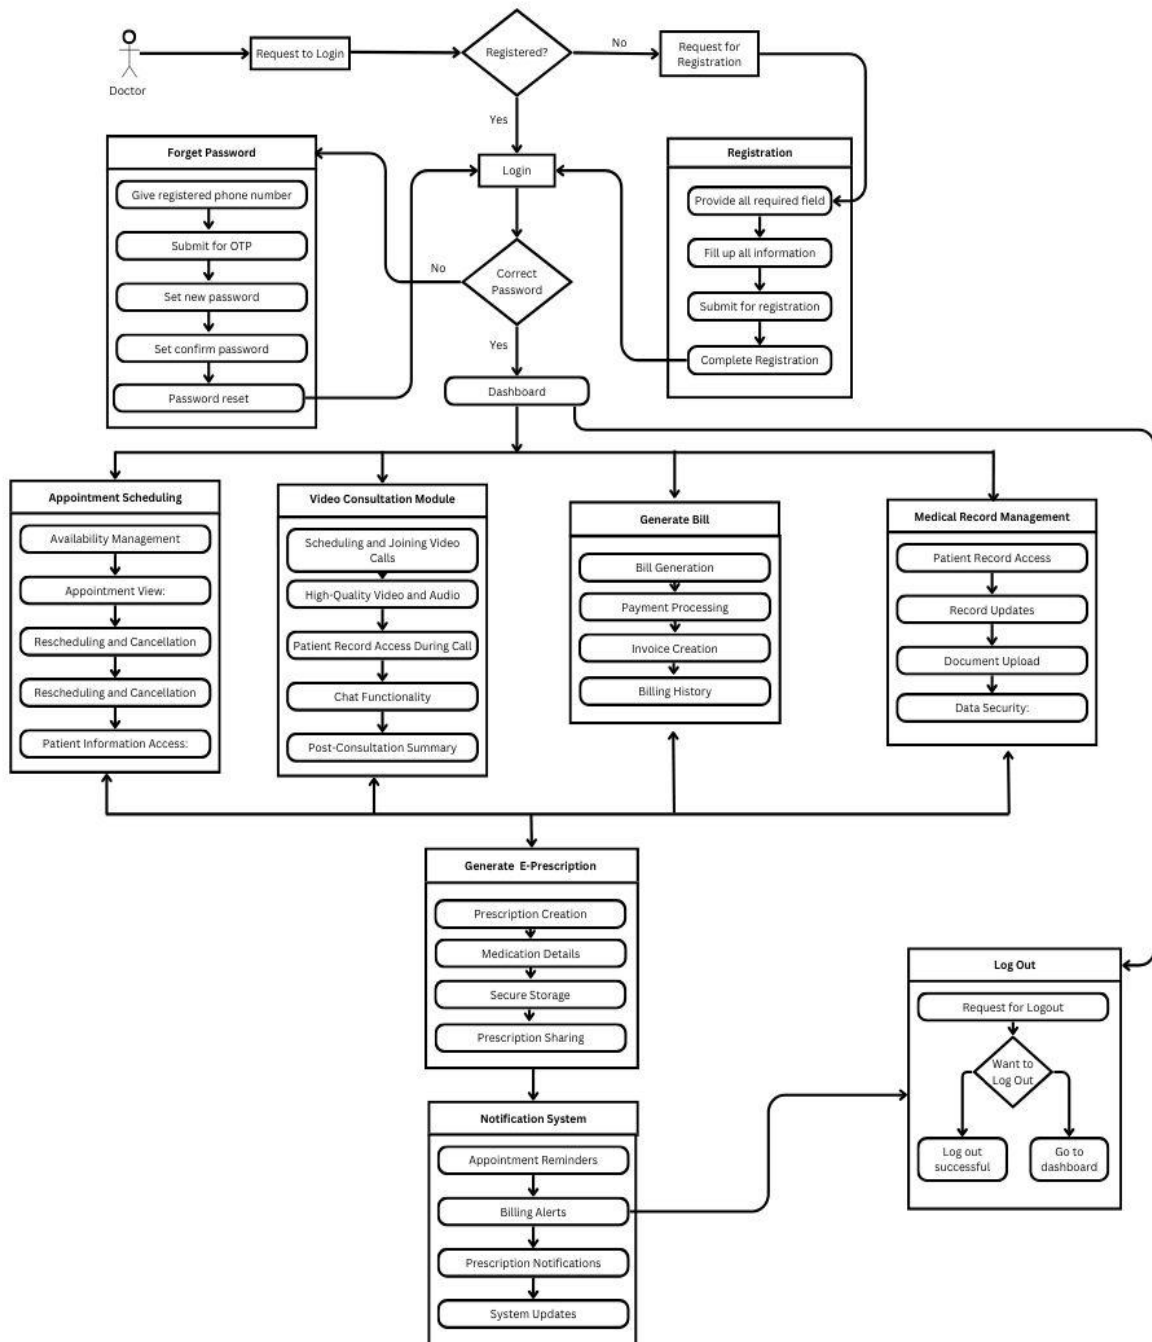 Doctor
Request to Login
Registered?
No
Request for
Registration
Yes
Forget Password
Give registered phone number
Submit for OTP
Set new password
Set confirm password
Password reset
Login
No
Correct
Password
Yes
Dashboard
Registration
Provide all required field
Fill up all information
Submit for registration
Complete Registration
Appointment Scheduling
Availability Management
Appointment View:
Rescheduling and Cancellation
Rescheduling and Cancellation
Patient Information Access:
Video Consultation Module
Scheduling and Joining Video
Calls
High-Quality Video and Audio
Patient Record Access During Call
Chat Functionality
Post-Consultation Summary
Generate Bill
Bill Generation
Payment Processing
Invoice Creation
Billing History
Medical Record Management
Patient Record Access
Record Updates
Document Upload
Data Security:
Generate E-Prescription
Prescription Creation
Medication Details
Secure Storage
Prescription Sharing
Notification System
Appointment Reminders
Billing Alerts
Prescription Notifications
System Updates
Log Out
Request for Logout
Want to
Log Out
Log out
successful
Go to
dashboard